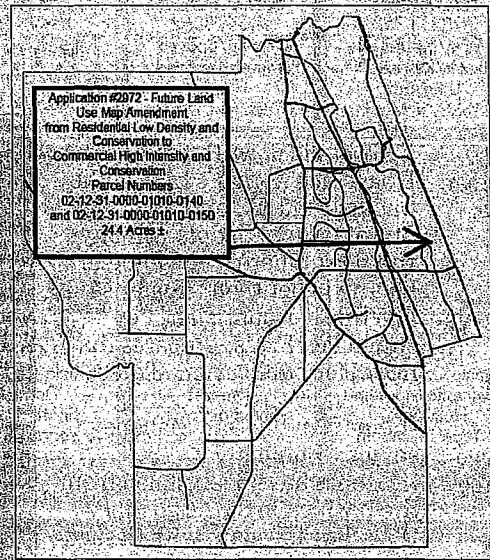 Application #2972 - Future Land
Use Map Amendment
from Residential Low Density and
Conservation to
Commercial High Intensity and
Conservation
Parcel Numbers
02-12-31-0000-01010-0140
and 02-12-31-0000-01010-0150
24.4 Acres ±